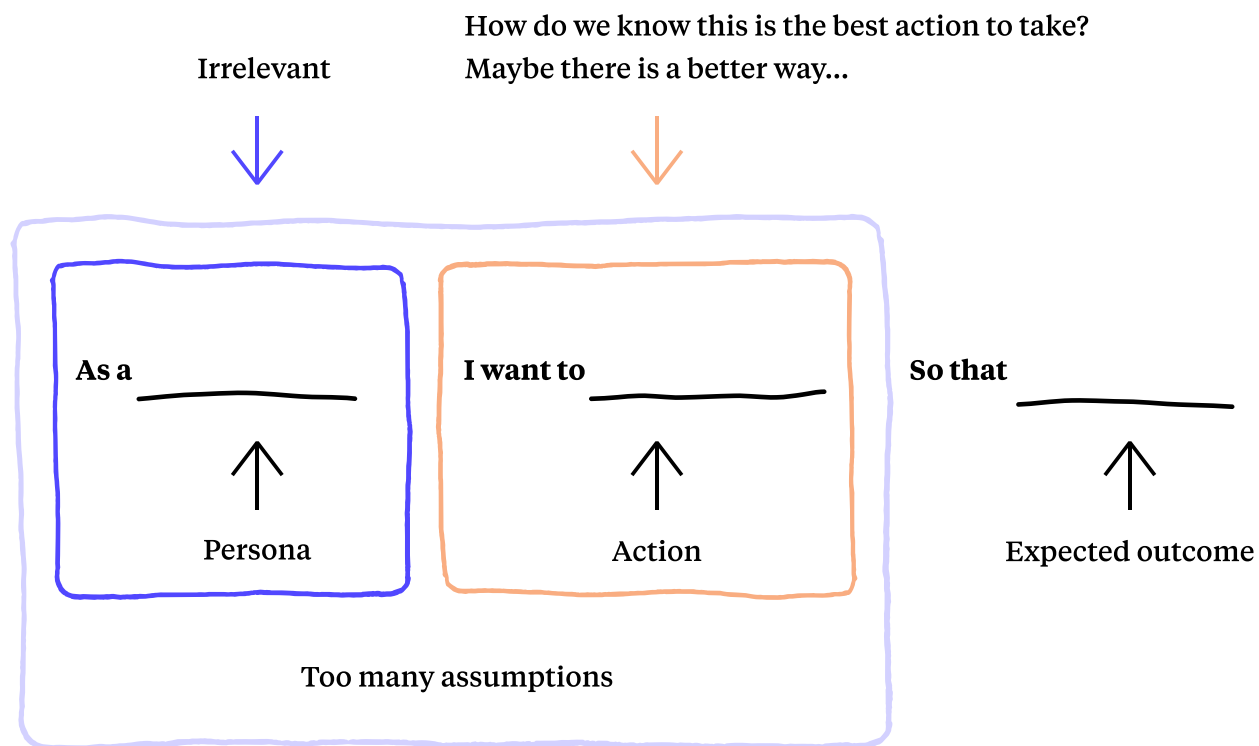 Irrelevant
How do we know this is the best action to take?
Maybe there is a better way...
As a
I want to
So that
Persona
Action
Expected outcome
Too many assumptions